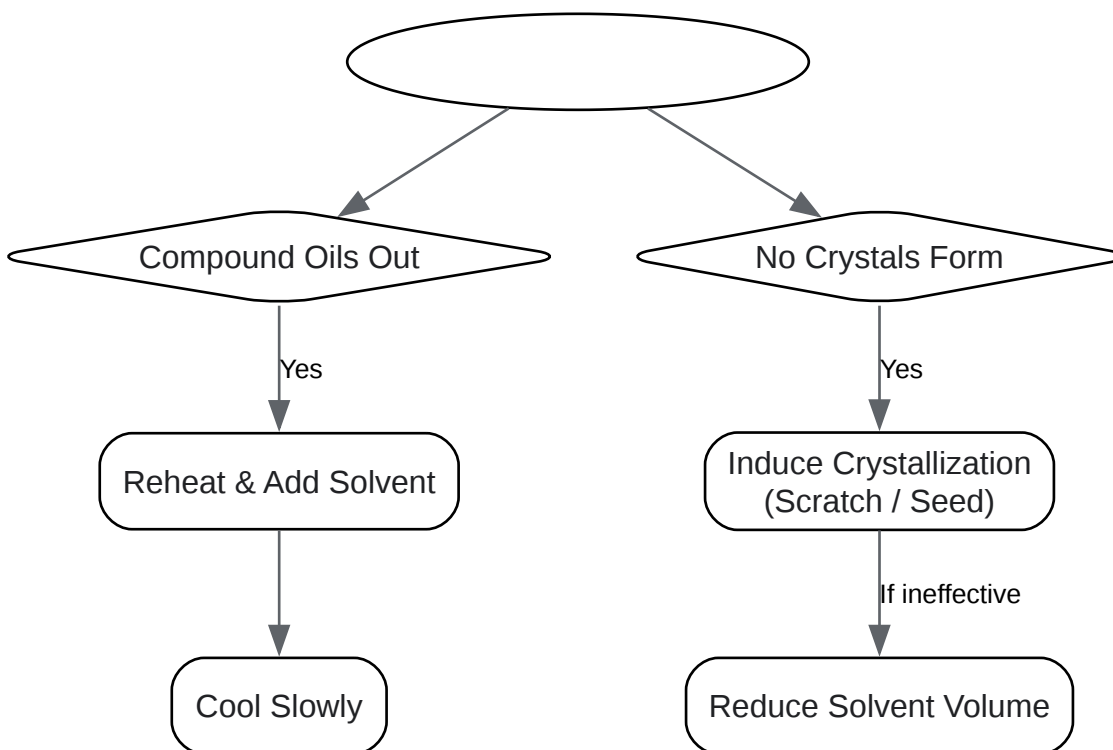 Compound Oils Out
No Crystals Form
Yes
Yes
Reheat & Add Solvent
Induce Crystallization
(Scratch / Seed)
If ineffective
Cool Slowly
Reduce Solvent Volume